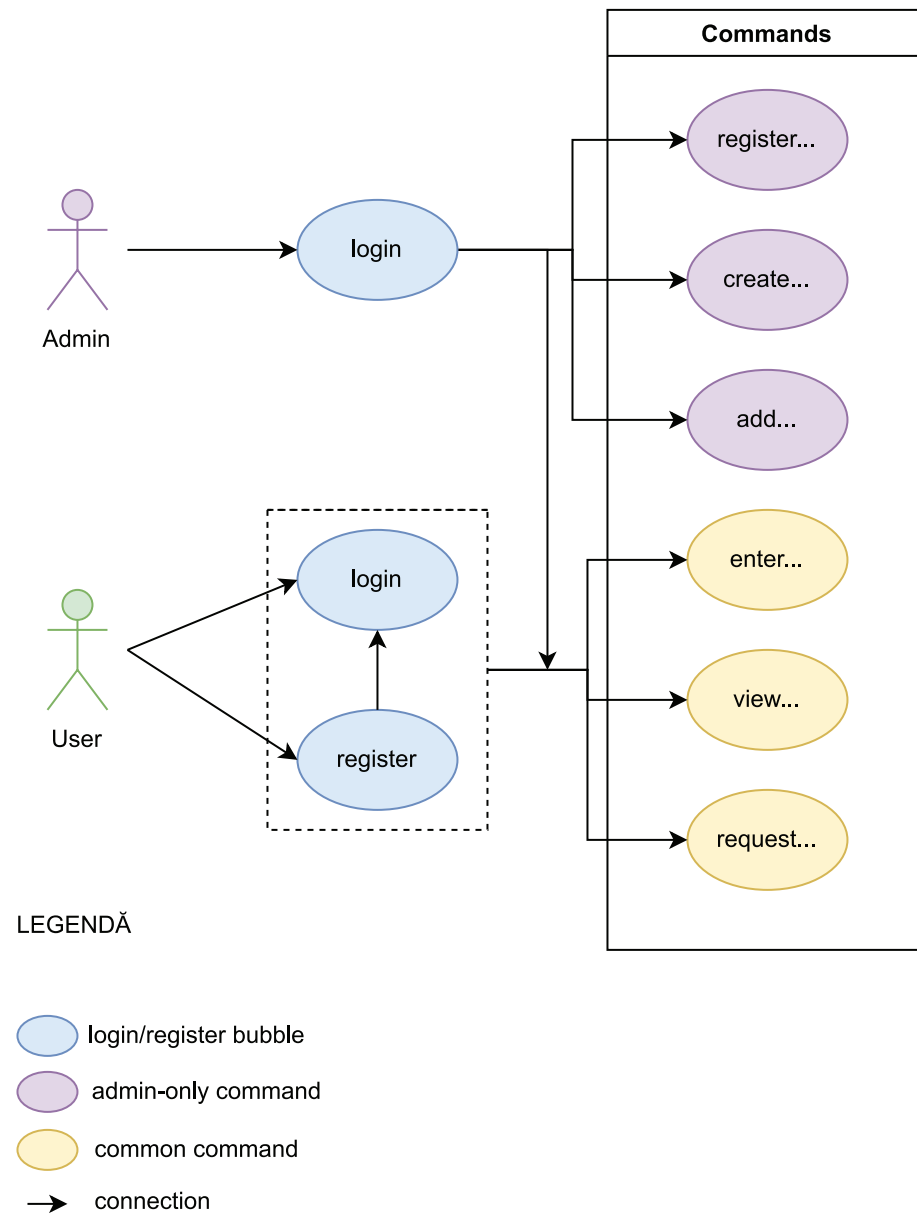 Commands
register...
login
create...
Admin
add...
enter...
login
view...
User
register
request...
LEGENDĂ
login/register bubble
admin-only command
common command
connection